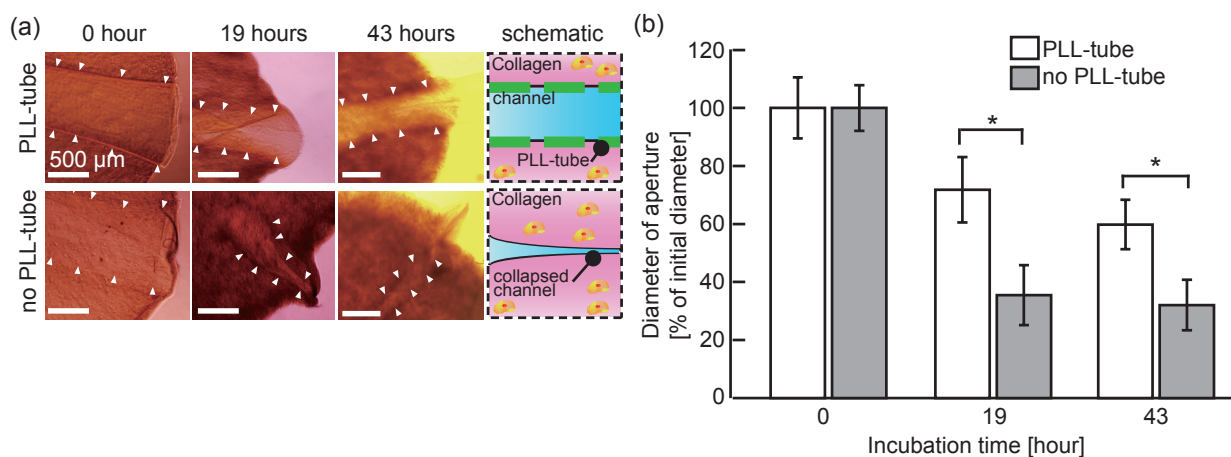 (a)
0 hour
19 hours
43 hours
schematic
PLL-tube
500 µm
Collagen
channel
PLL-tube
no PLL-tube
Collagen
collapsed
channel
(b)
Diameter of aperture
[% of initial diameter]
120
100
80
60
40
20
0
PLL-tube
no PLL-tube
*
*
0
19
43
Incubation time [hour]